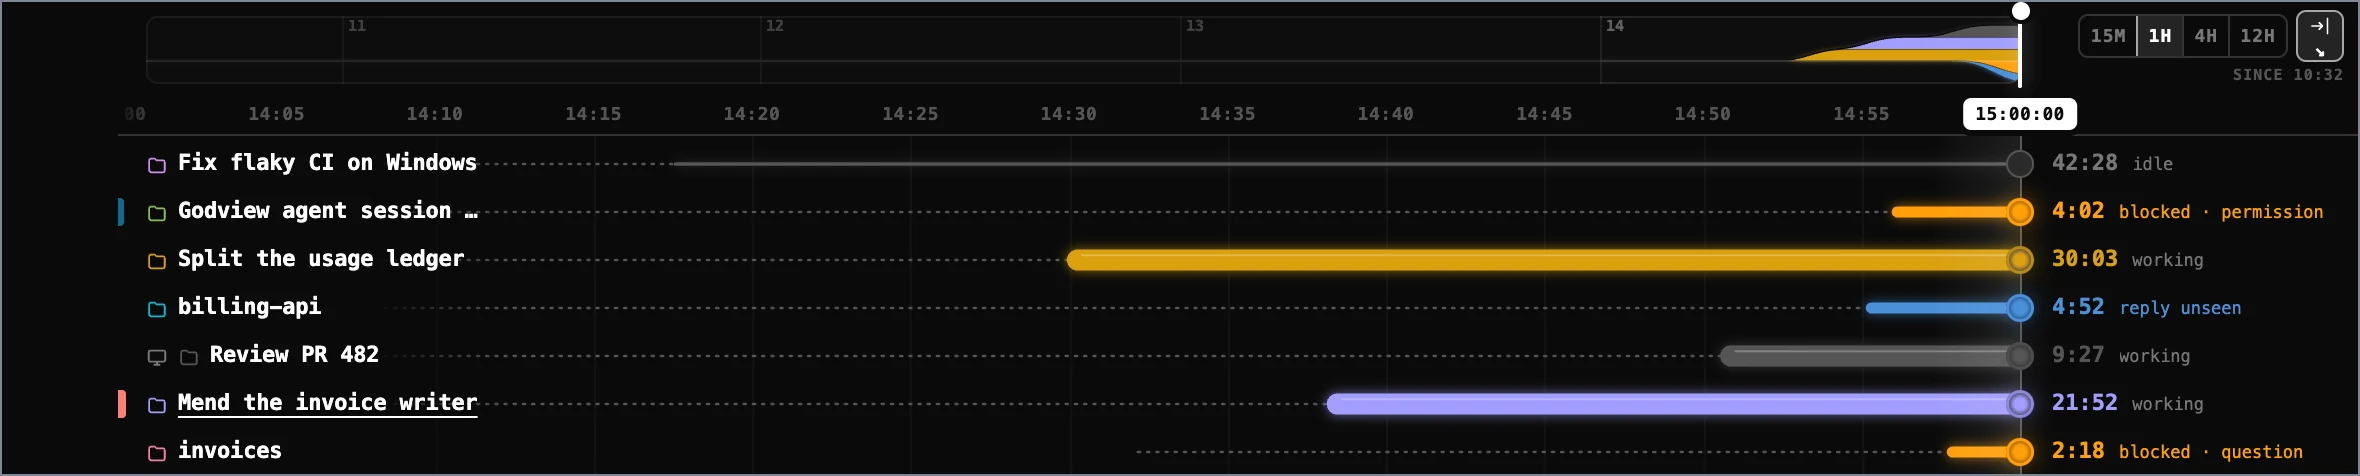 11 12 13 14
15M 1H 4H 12H →|
↘
SINCE 10:32
00 14:05 14:10 14:15 14:20 14:25 14:30 14:35 14:40 14:45 14:50 14:55 15:00:00
Fix flaky CI on Windows 42:28 idle
Godview agent session … 4:02 blocked · permission
Split the usage ledger 30:03 working
billing-api 4:52 reply unseen
Review PR 482 9:27 working
Mend the invoice writer 21:52 working
invoices 2:18 blocked · question